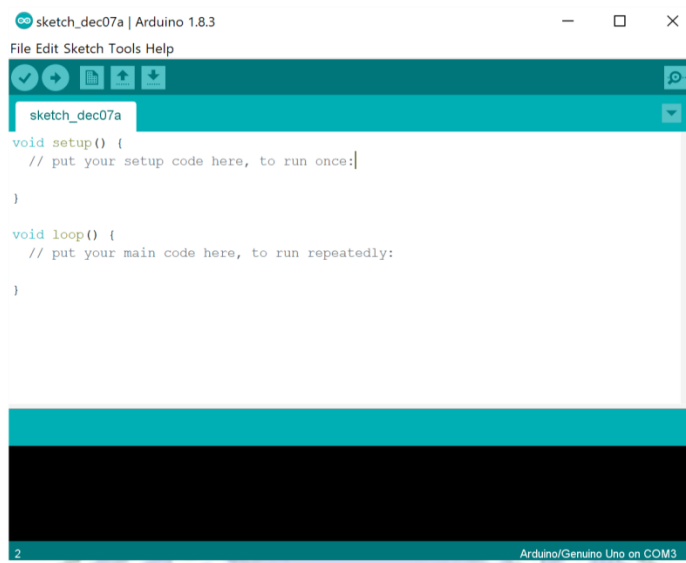 sketch_dec07a | Arduino 1.8.3
File Edit Sketch Tools Help
sketch_dec07a
void setup() {
  // put your setup code here, to run once:
}
void loop() {
  // put your main code here, to run repeatedly:
}
2
Arduino/Genuino Uno on COM3